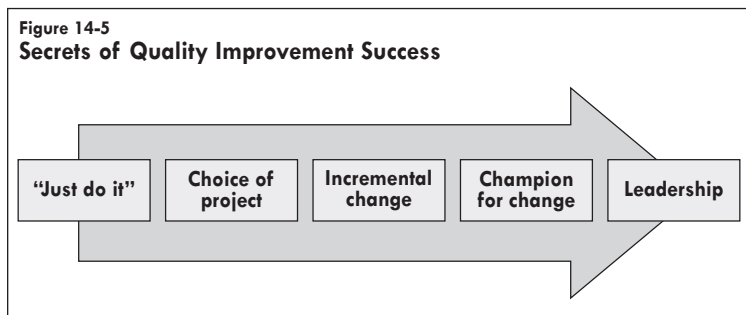 Figure 14-5
Secrets of Quality Improvement Success
“Just do it”
Choice of
project
Incremental
change
Champion
for change
Leadership